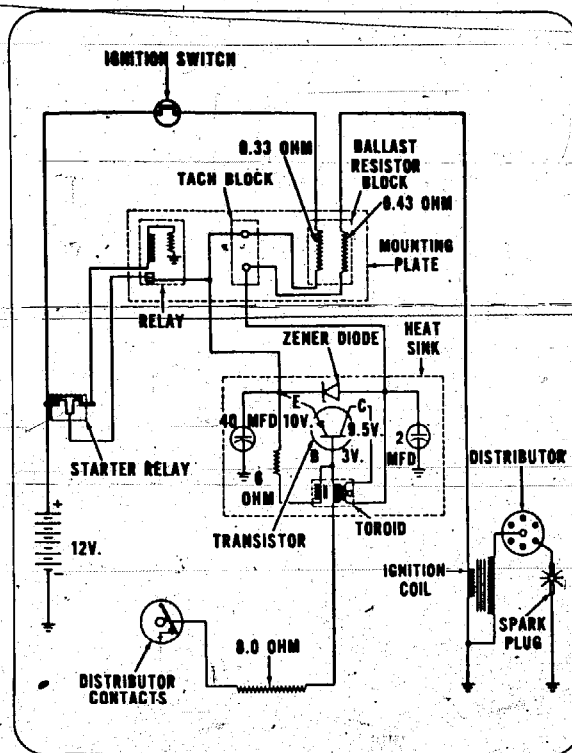 IGNITION SWITCH
0.33 OHM
BALLAST
RESISTOR
BLOCK
TACH BLOCK
0.43 OHM
MOUNTING
PLATE
RELAY
ZENER DIODE
HEAT
SINK
E
C
40 MFD 10V.
9.5V.
2
MFD
B
3V.
STARTER RELAY
6
OHM
DISTRIBUTOR
TRANSISTOR
TOROID
+
12V.
-
IGNITION
COIL
SPARK
PLUG
8.0 OHM
DISTRIBUTOR
CONTACTS